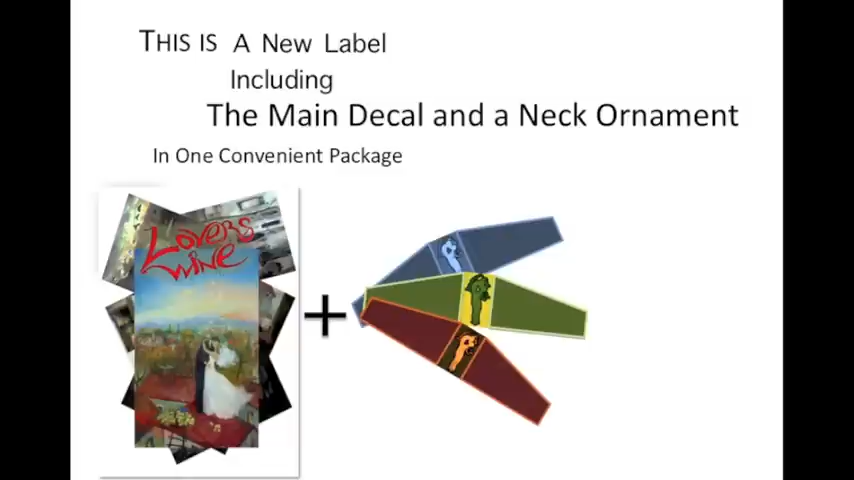 THIS IS A New Label
Including
The Main Decal and a Neck Ornament
In One Convenient Package
Lovers
wine
+